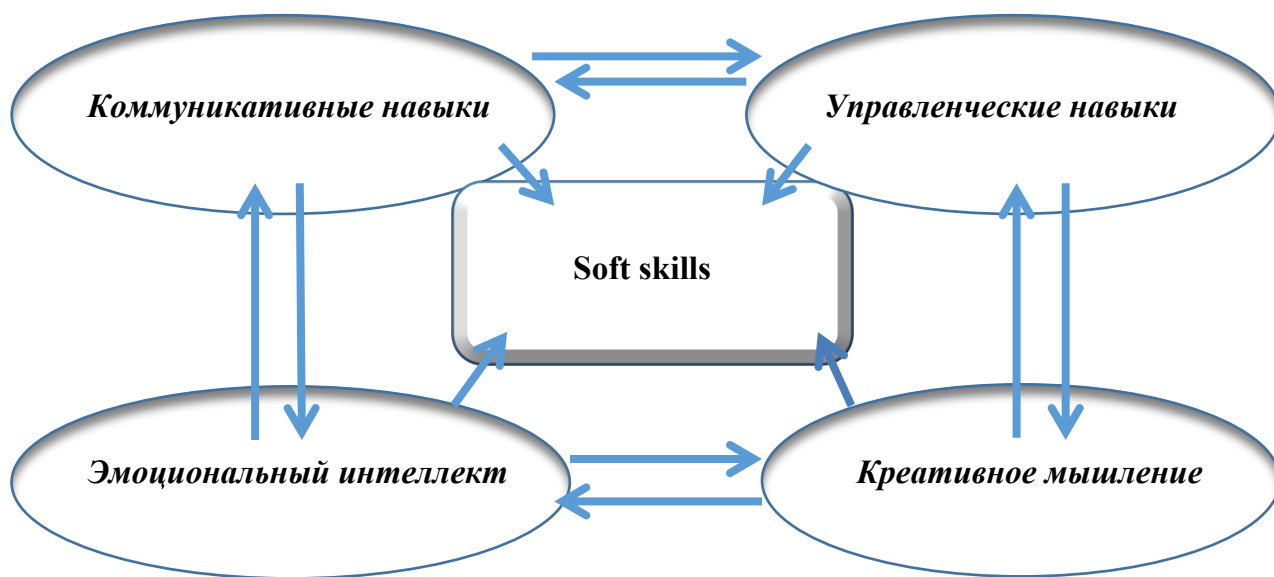 Коммуникативные навыки
Управленческие навыки
Soft skills
Эмоциональный интеллект
Креативное мышление